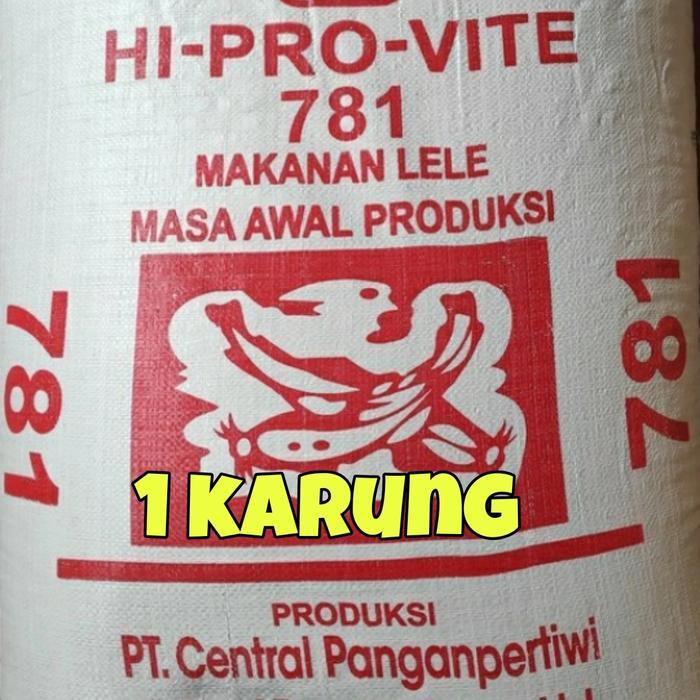 HI-PRO-VITE
781
MAKANAN LELE
MASA AWAL PRODUKSI
781
781
1 KARUNG
PRODUKSI
PT. Central Panganpertiwi